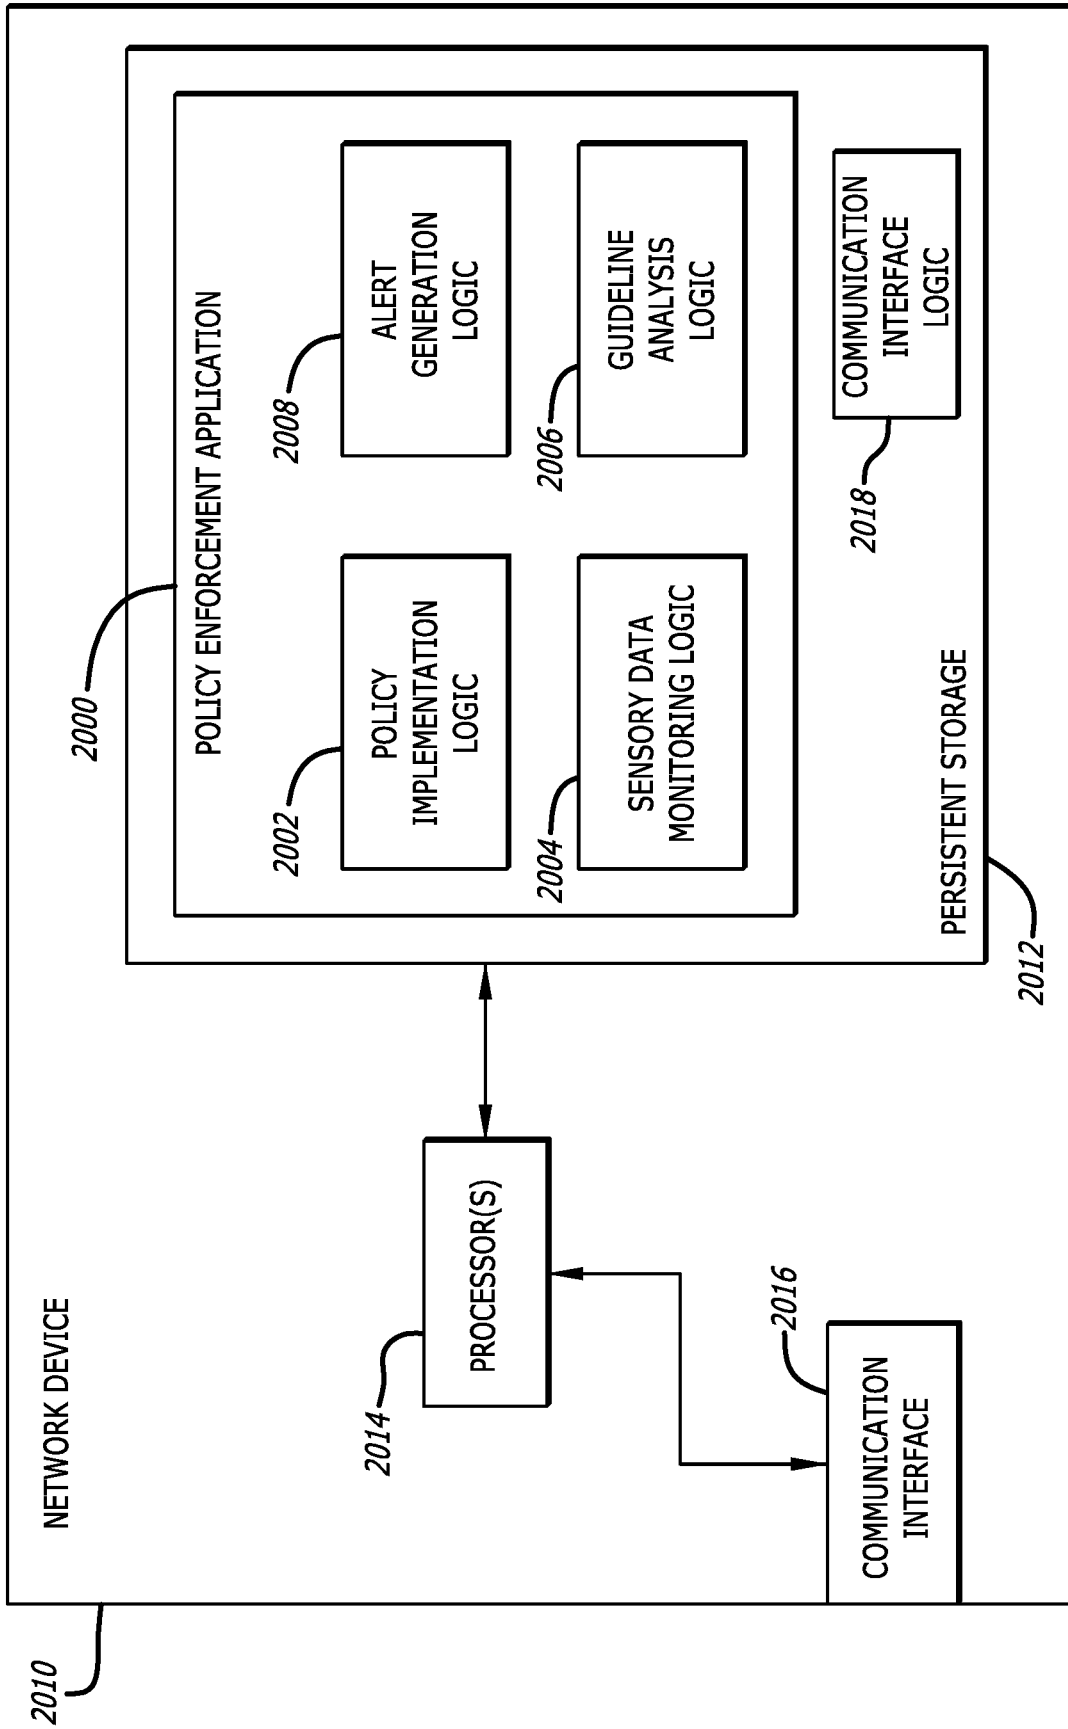 2010
NETWORK DEVICE
2014
PROCESSOR(S)
COMMUNICATION
INTERFACE
2016
2000
POLICY ENFORCEMENT APPLICATION
2002
POLICY
IMPLEMENTATION
LOGIC
2008
ALERT
GENERATION
LOGIC
2004
SENSORY DATA
MONITORING LOGIC
2006
GUIDELINE
ANALYSIS
LOGIC
2018
COMMUNICATION
INTERFACE
LOGIC
PERSISTENT STORAGE
2012